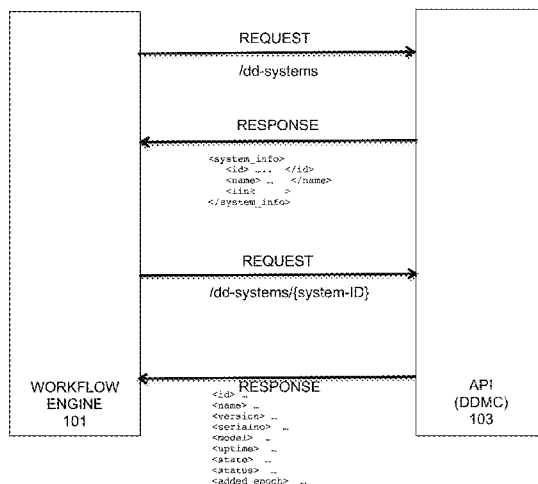 REQUEST
/dd-systems
RESPONSE
<system_info>
<id> ..... </id>
<name> .. </name>
<link >
</system_info>
REQUEST
/dd-systems/{system-ID}
RESPONSE
<id> ...
<name> ...
<version> ...
<serialno> ...
<model> ...
<uptime> ...
<state> ...
<status> ...
<added_epoch> ...
WORKFLOW
ENGINE
101
API
(DDMC)
103